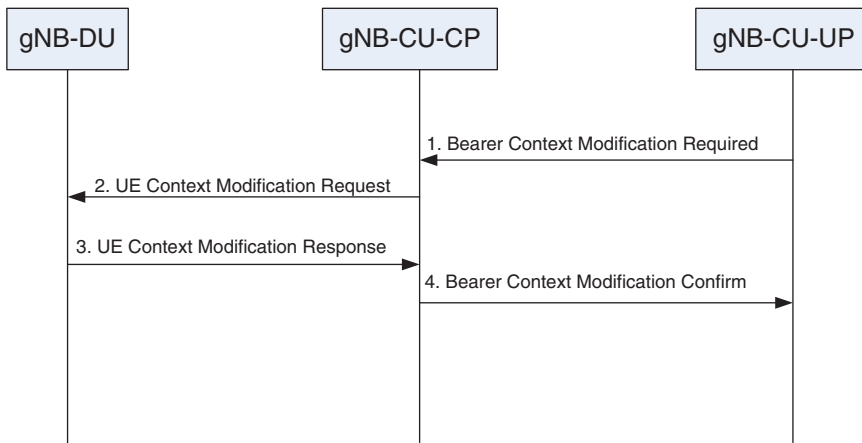 gNB-DU
gNB-CU-CP
gNB-CU-UP
1. Bearer Context Modification Required
2. UE Context Modification Request
3. UE Context Modification Response
4. Bearer Context Modification Confirm